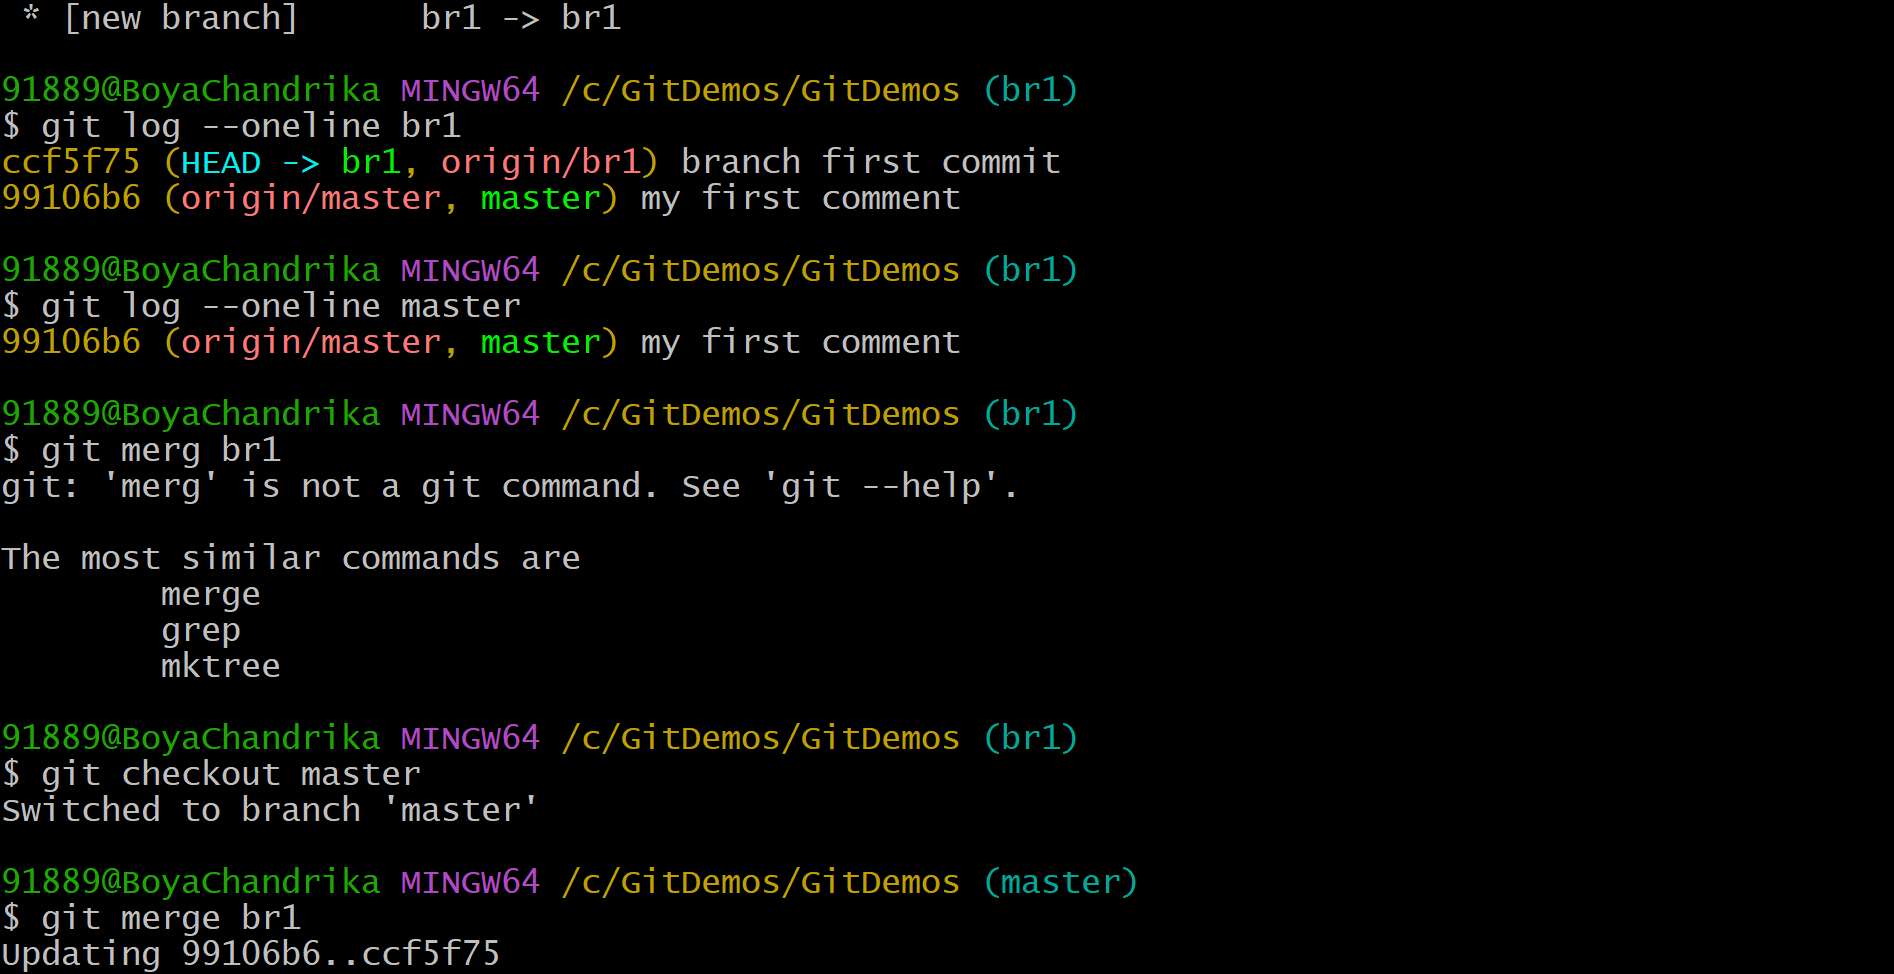 * [new branch]      br1 -> br1
91889@BoyaChandrika MINGW64 /c/GitDemos/GitDemos (br1)
$ git log --oneline br1
ccf5f75 (HEAD -> br1, origin/br1) branch first commit
99106b6 (origin/master, master) my first comment
91889@BoyaChandrika MINGW64 /c/GitDemos/GitDemos (br1)
$ git log --oneline master
99106b6 (origin/master, master) my first comment
91889@BoyaChandrika MINGW64 /c/GitDemos/GitDemos (br1)
$ git merg br1
git: 'merg' is not a git command. See 'git --help'.
The most similar commands are
merge
grep
mktree
91889@BoyaChandrika MINGW64 /c/GitDemos/GitDemos (br1)
$ git checkout master
Switched to branch 'master'
91889@BoyaChandrika MINGW64 /c/GitDemos/GitDemos (master)
$ git merge br1
Updating 99106b6..ccf5f75